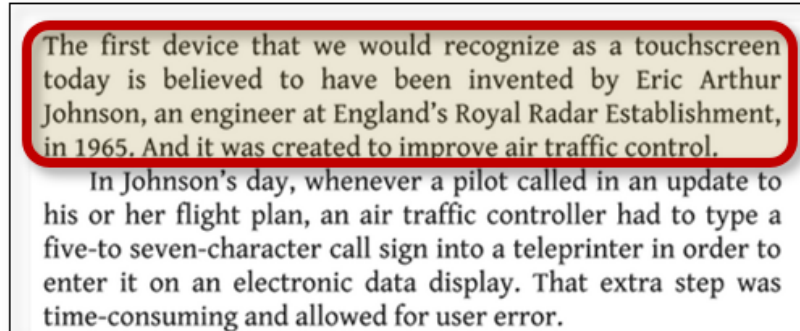 The first device that we would recognize as a touchscreen
today is believed to have been invented by Eric Arthur
Johnson, an engineer at England’s Royal Radar Establishment,
in 1965. And it was created to improve air traffic control.
In Johnson’s day, whenever a pilot called in an update to
his or her flight plan, an air traffic controller had to type a
five-to seven-character call sign into a teleprinter in order to
enter it on an electronic data display. That extra step was
time-consuming and allowed for user error.